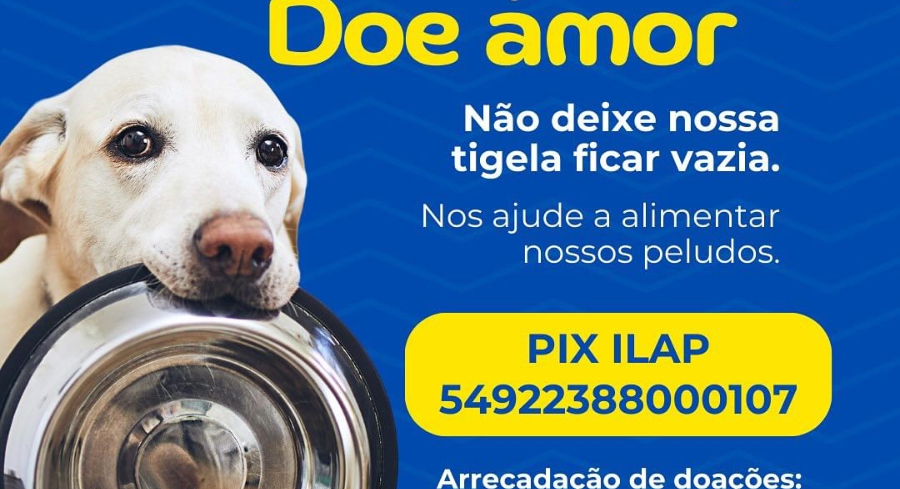 Doe amor
Não deixe nossa
tigela ficar vazia.
Nos ajude a alimentar
nossos peludos.
PIX ILAP
54922388000107
Arrecadação de doações: